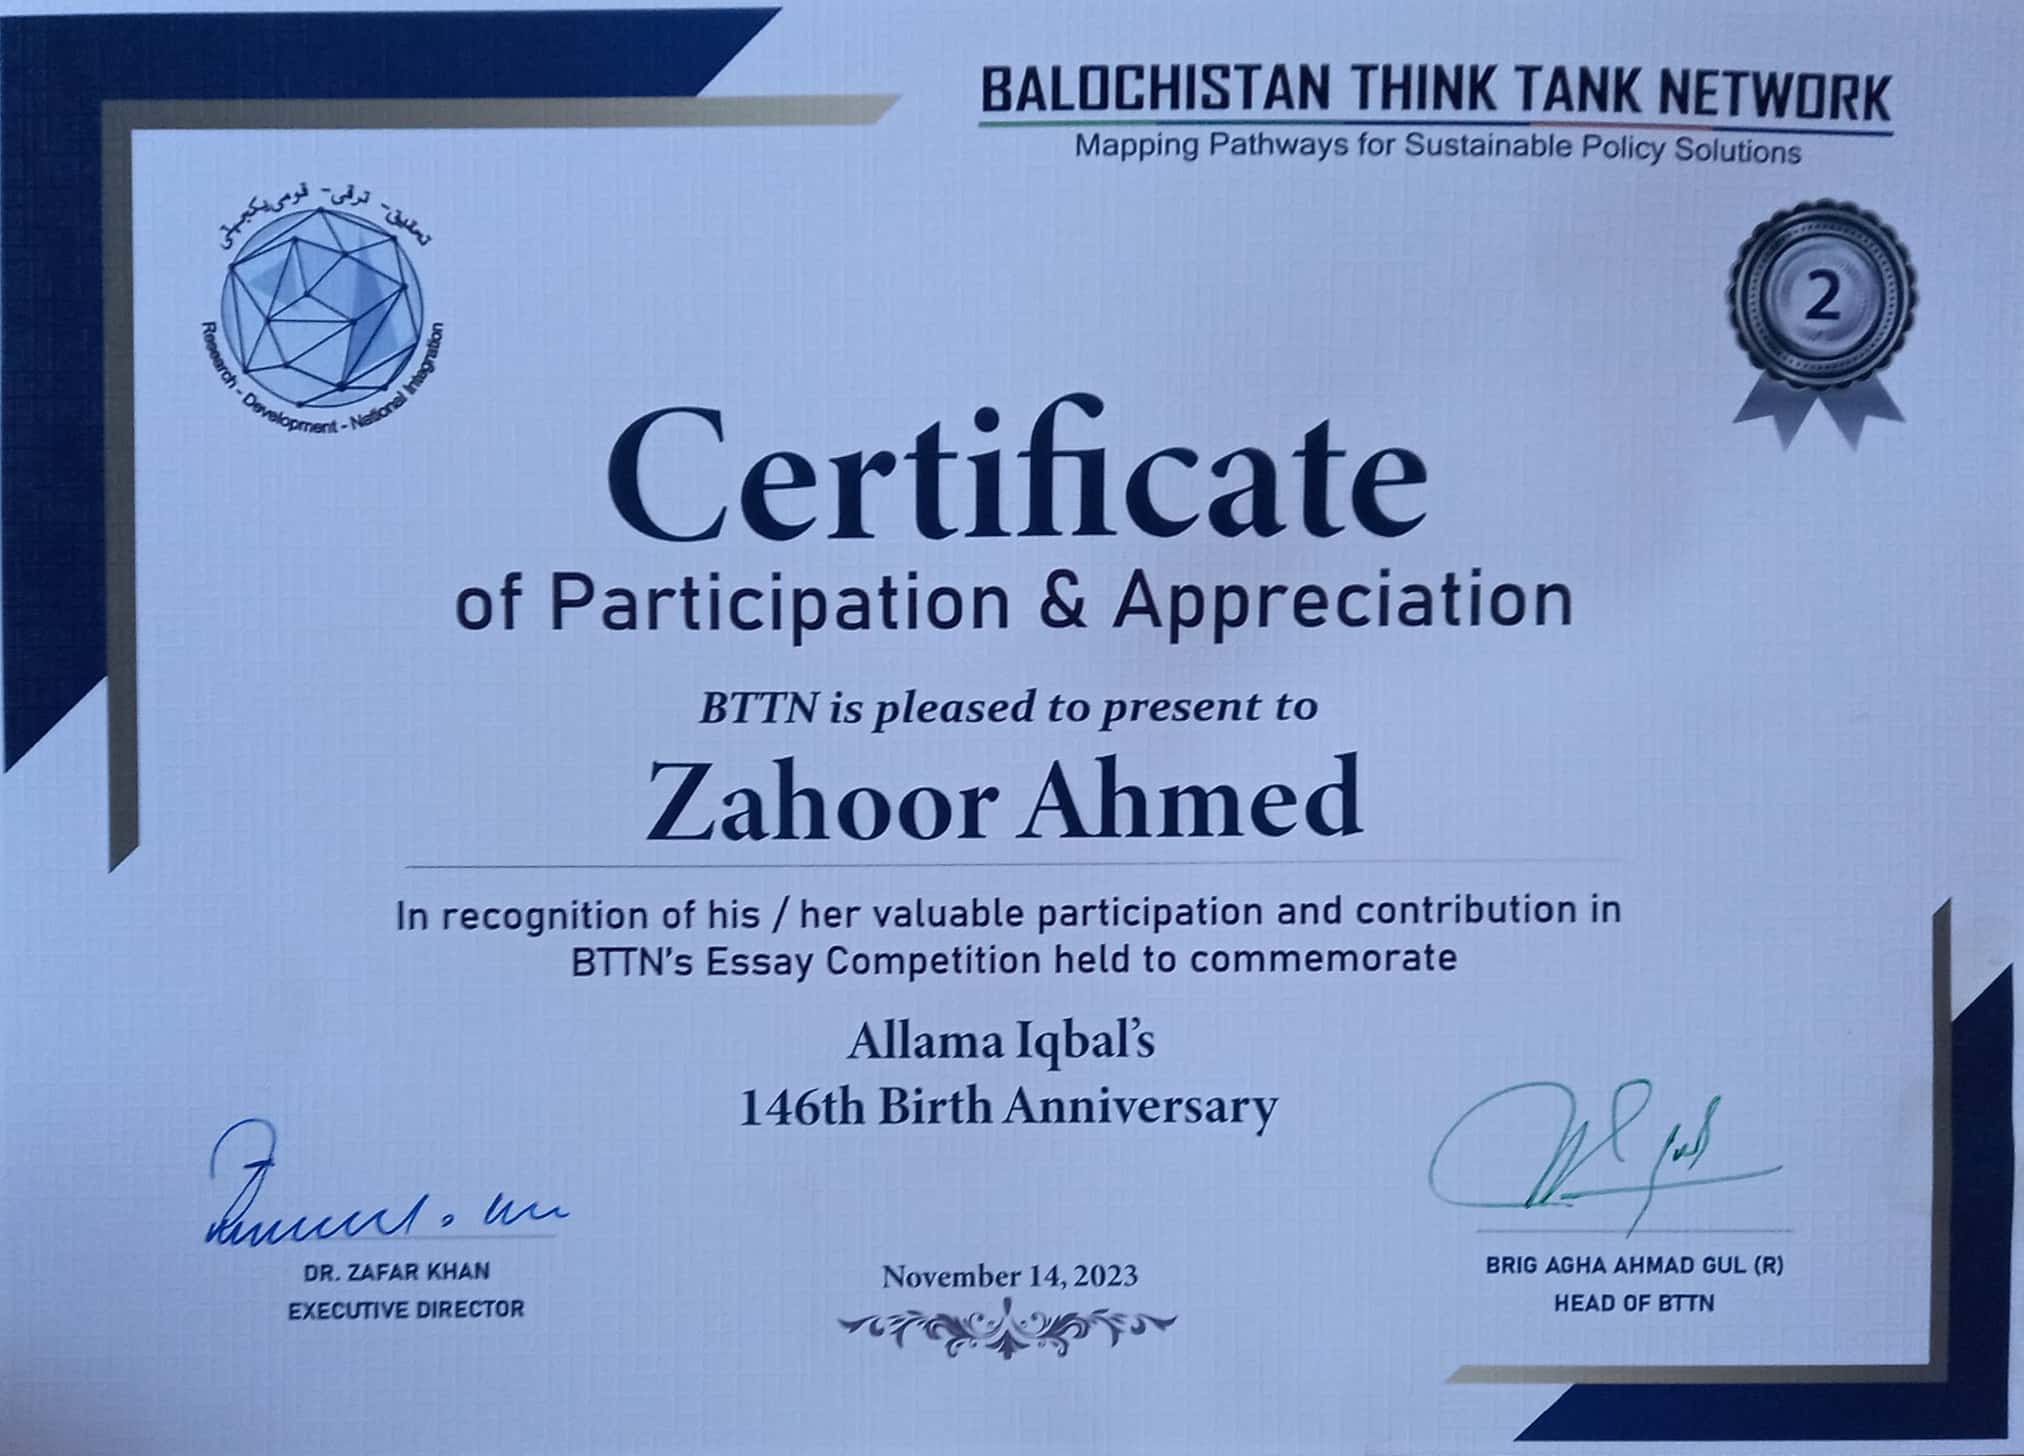 BALOCHISTAN THINK TANK NETWORK
Mapping Pathways for Sustainable Policy Solutions
تحقیق - ترقی - قومی یکجہتی
Research - Development - National Integration
2
Certificate
of Participation & Appreciation
BTTN is pleased to present to
Zahoor Ahmed
In recognition of his / her valuable participation and contribution in
BTTN's Essay Competition held to commemorate
Allama Iqbal's
146th Birth Anniversary
DR. ZAFAR KHAN
EXECUTIVE DIRECTOR
November 14, 2023
BRIG AGHA AHMAD GUL (R)
HEAD OF BTTN